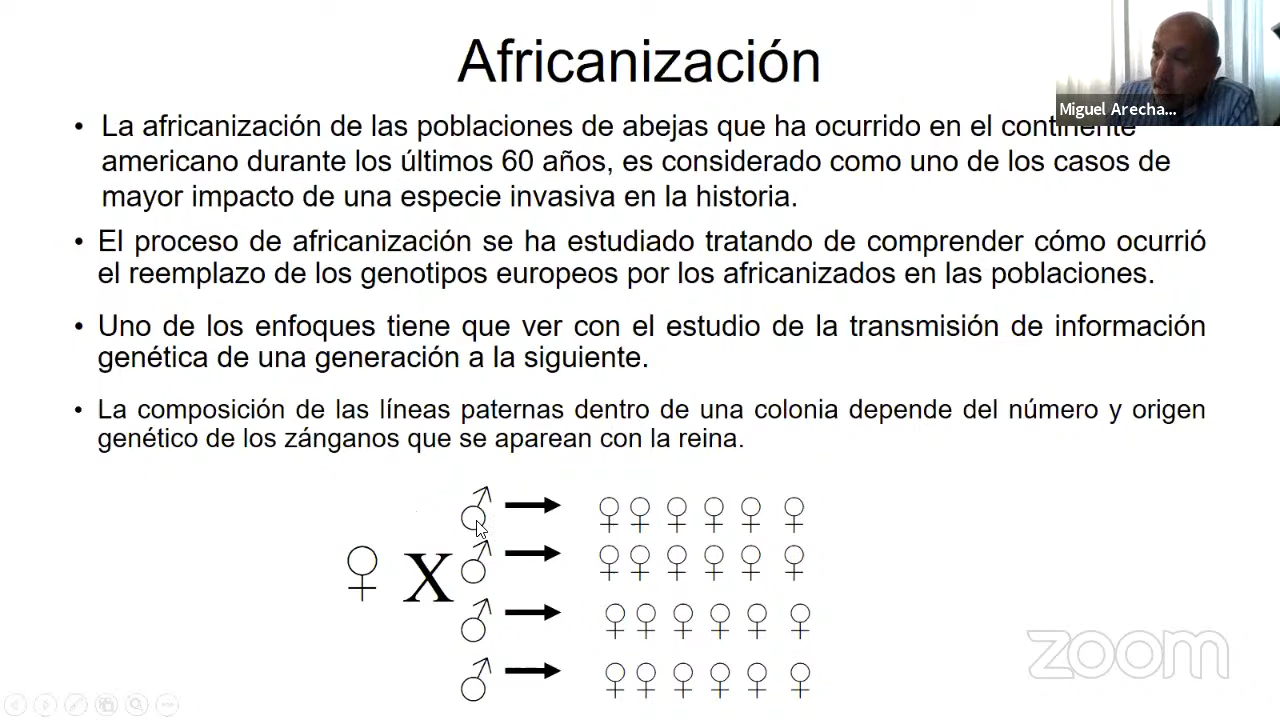 Africanización
Miguel Arecha...
• La africanización de las poblaciones de abejas que ha ocurrido en el continente
americano durante los últimos 60 años, es considerado como uno de los casos de
mayor impacto de una especie invasiva en la historia.
• El proceso de africanización se ha estudiado tratando de comprender cómo ocurrió
el reemplazo de los genotipos europeos por los africanizados en las poblaciones.
• Uno de los enfoques tiene que ver con el estudio de la transmisión de información
genética de una generación a la siguiente.
• La composición de las líneas paternas dentro de una colonia depende del número y origen
genético de los zánganos que se aparean con la reina.
♂ → ♀ ♀ ♀ ♀ ♀ ♀
♂ → ♀ ♀ ♀ ♀ ♀ ♀
♀ X
♂ → ♀ ♀ ♀ ♀ ♀ ♀
♂ → ♀ ♀ ♀ ♀ ♀ ♀
zoom